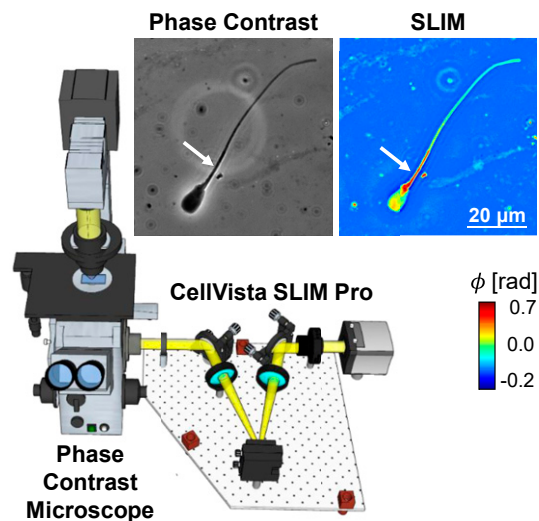 Phase Contrast
SLIM
20 µm
CellVista SLIM Pro
ϕ [rad]
0.7
0.0
-0.2
Phase
Contrast
Microscope